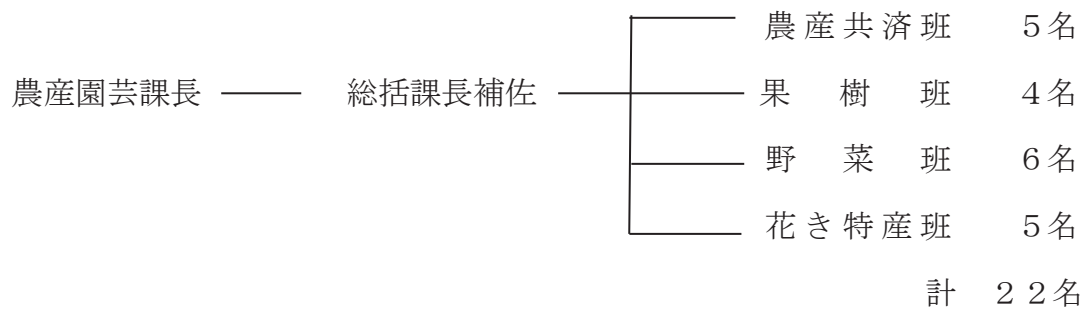 農産共済班　５名
農産園芸課長　総括課長補佐　果樹班　４名
野菜班　６名
花き特産班　５名
計　２２名